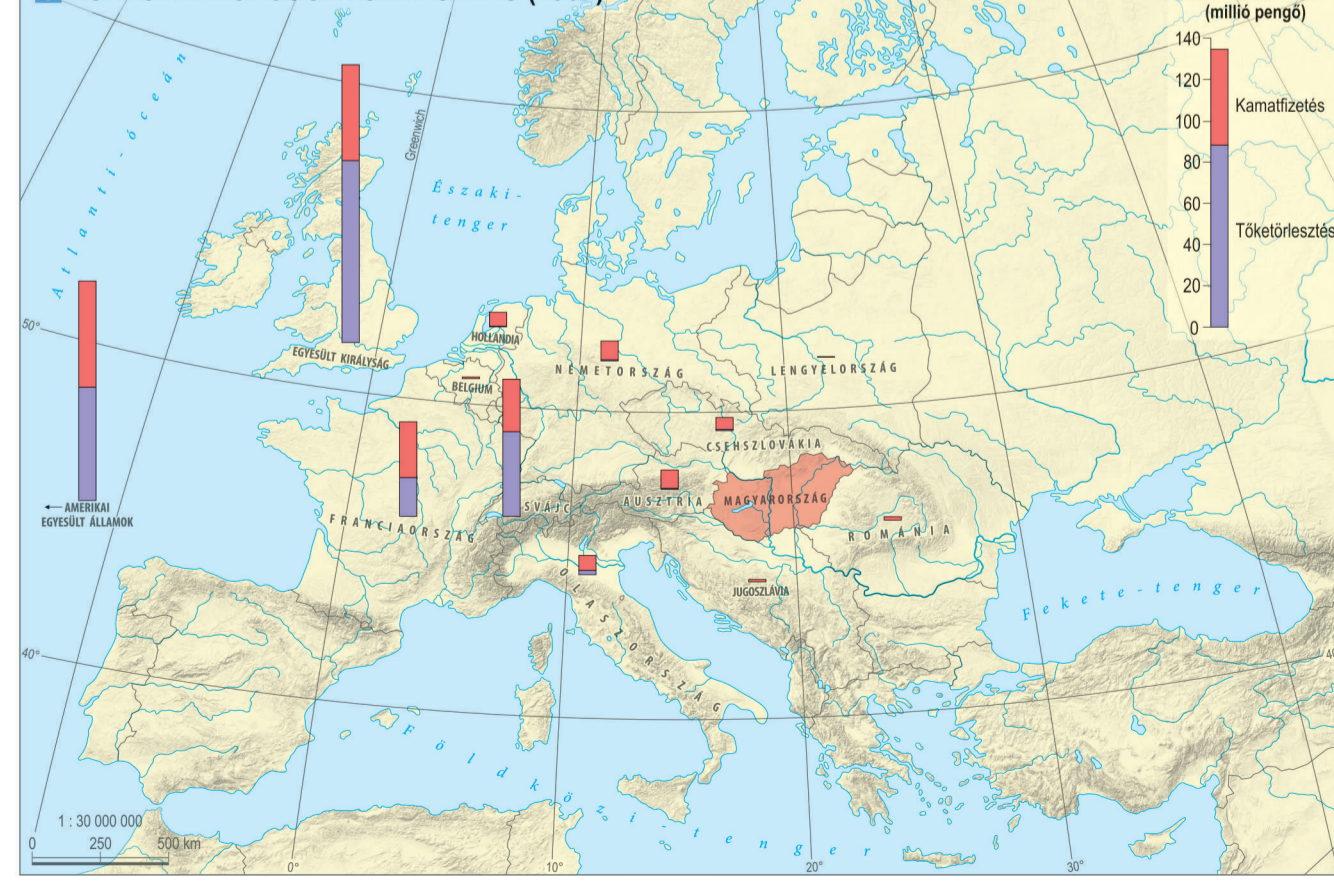 (millió pengő)
140
120
100
80
60
40
20
0
Kamatfizetés
Tőketörlesztés
Atlanti-óceán
Greenwich
Északi-
tenger
50°
HOLLANDIA
EGYESÜLT KIRÁLYSÁG
BELGIUM
NÉMETORSZÁG
LENGYELORSZÁG
CSEHSZLOVÁKIA
AMERIKAI
EGYESÜLT ÁLLAMOK
FRANCIAORSZÁG
SVÁJC
AUSZTRIA
MAGYARORSZÁG
ROMÁNIA
OLASZORSZÁG
JUGOSZLÁVIA
Fekete-tenger
40°
40
Földközi-tenger
1 : 30 000 000
0 250 500 km
0°
10°
20°
30°